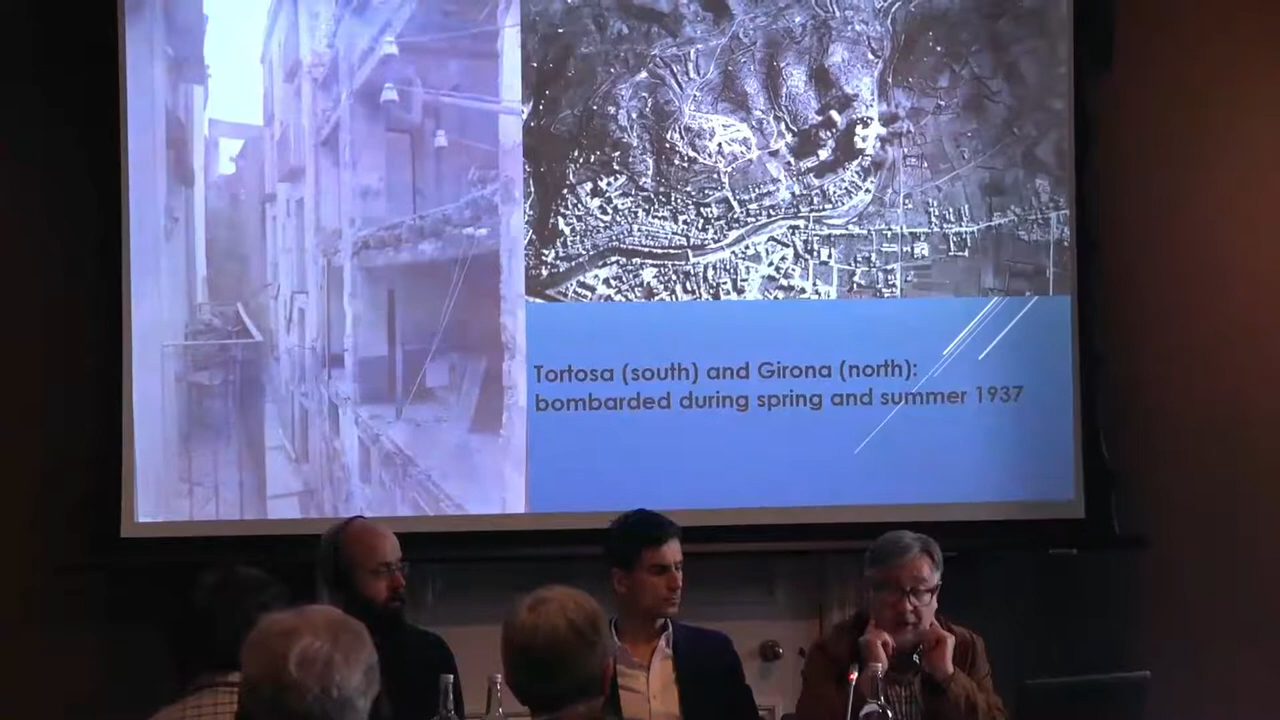 Tortosa (south) and Girona (north):
bombarded during spring and summer 1937